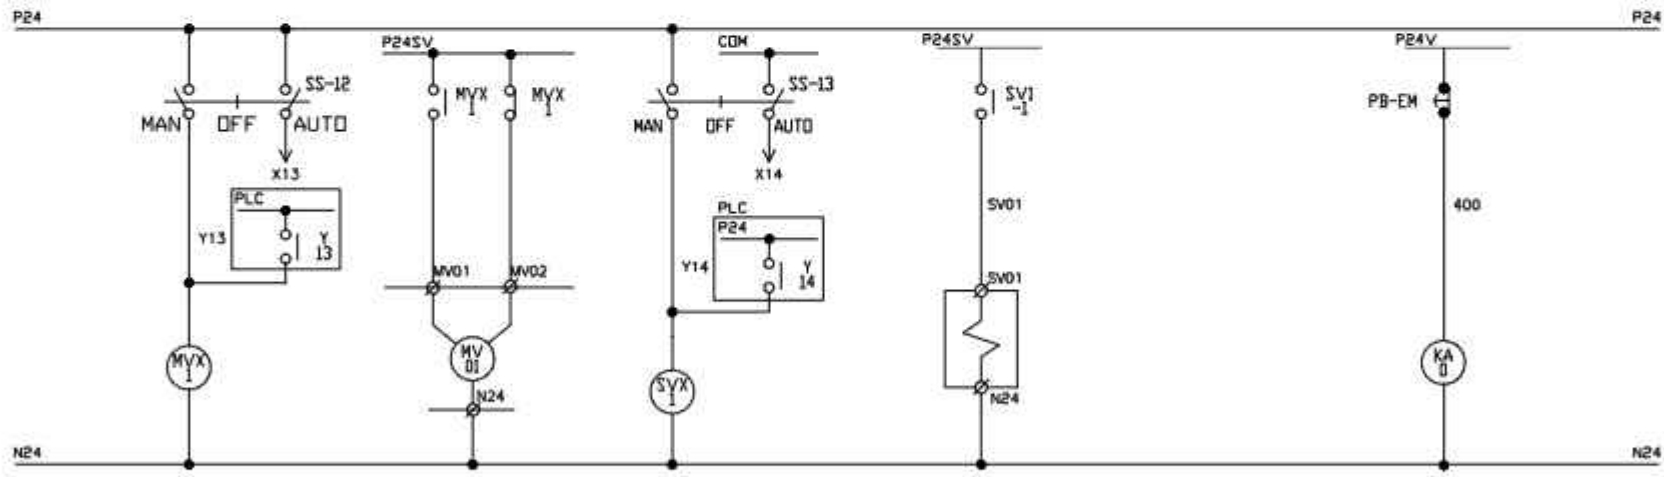 P24
P24
SS-12
MAN
OFF
AUTO
X13
PLC
Y13
Y
13
MVX
1
P24SV
MVX
1
MVX
1
MV01
MV02
MV
01
N24
COM
SS-13
MAN
OFF
AUTO
X14
PLC
P24
Y14
Y
14
SVX
1
P24SV
SV1
-1
SV01
SV01
N24
P24V
PB-EM
400
KA
0
N24
N24